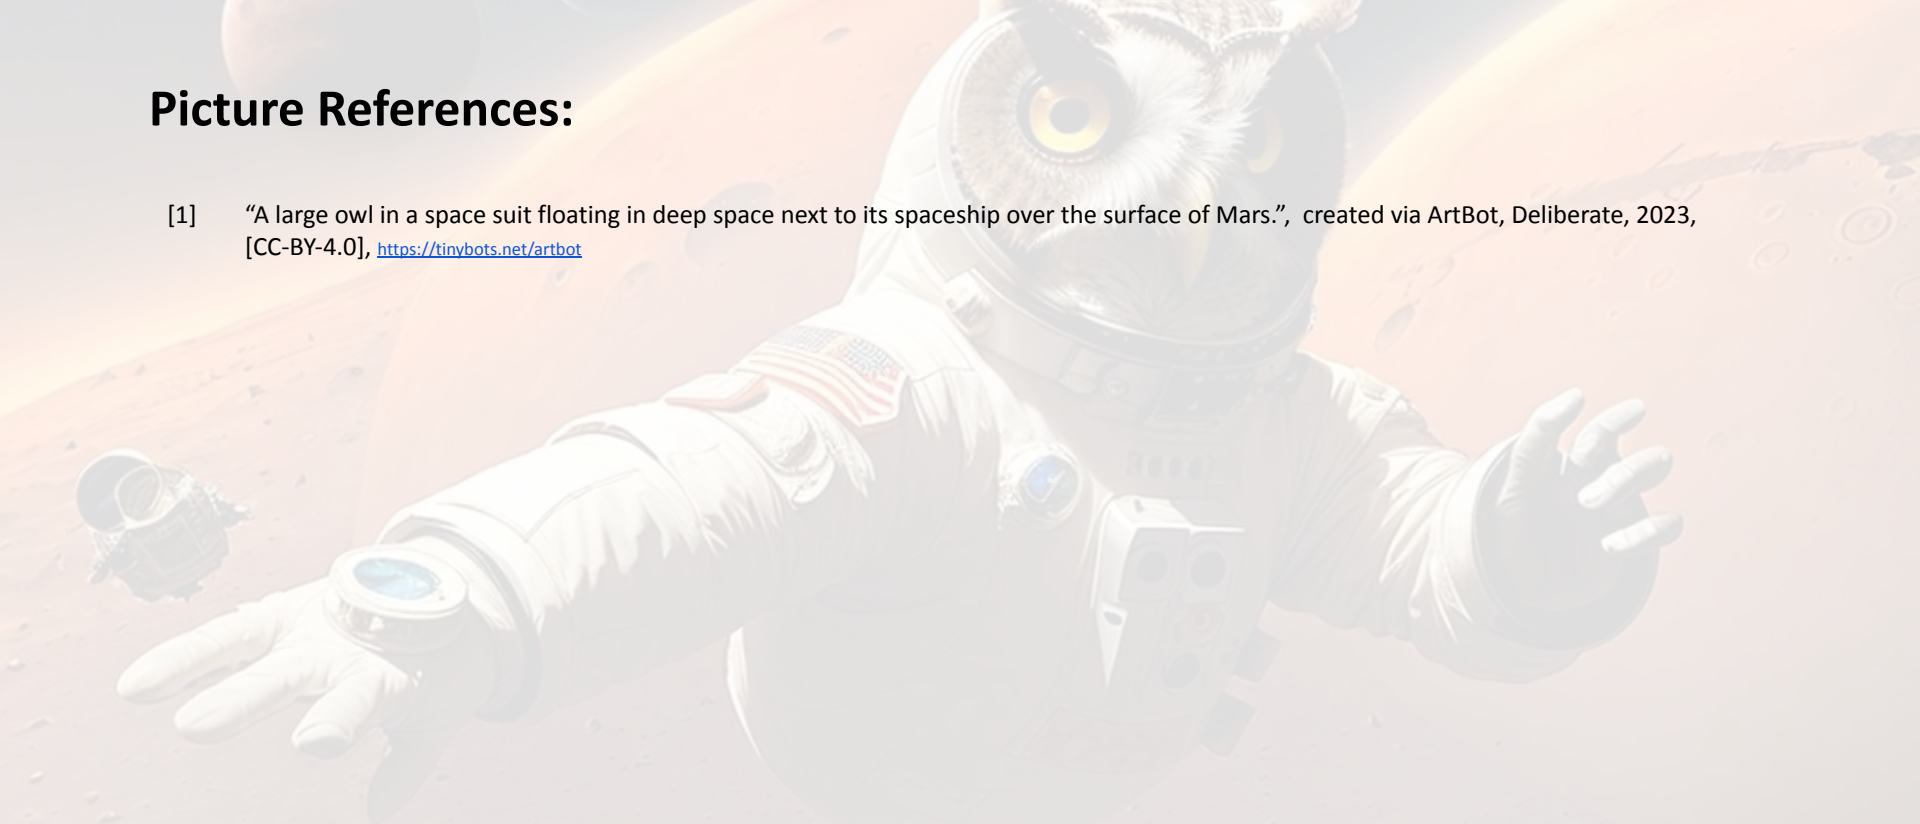 Picture References:
[1] “A large owl in a space suit floating in deep space next to its spaceship over the surface of Mars.”, created via ArtBot, Deliberate, 2023,
[CC-BY-4.0], https://tinybots.net/artbot